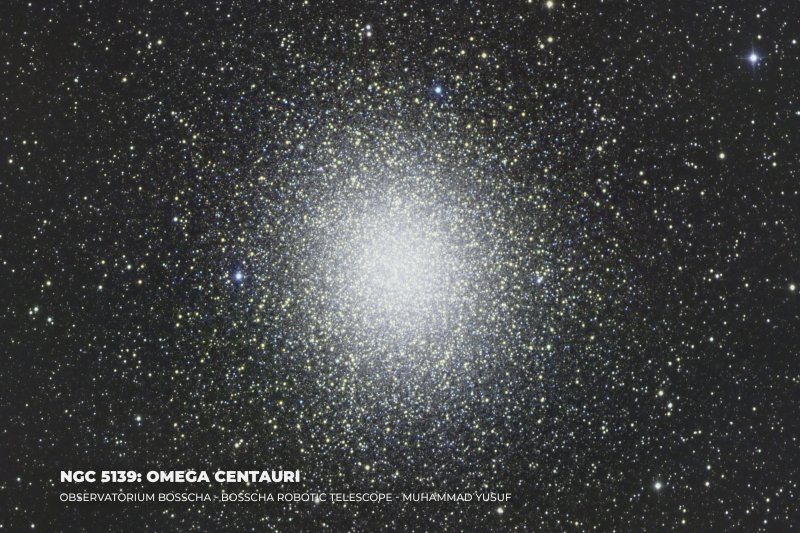 NGC 5139: OMEGA CENTAURI
OBSERVATORIUM BOSSCHA - BOSSCHA ROBOTIC TELESCOPE - MUHAMMAD YUSUF